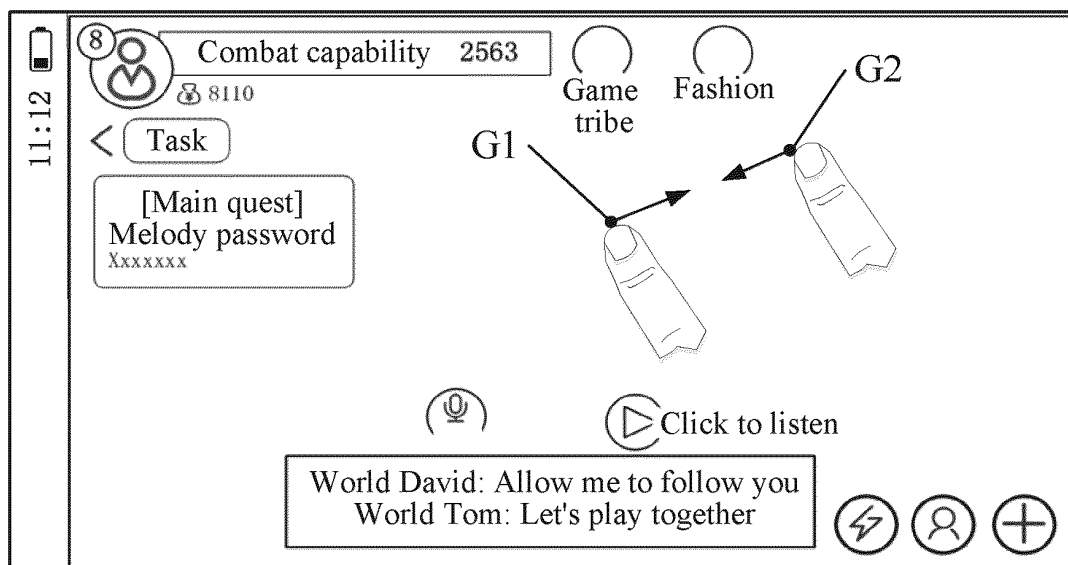 11:12
8
Combat capability 2563
8110
Game
tribe
Fashion
G2
G1
Task
[Main quest]
Melody password
Xxxxxxx
Click to listen
World David: Allow me to follow you
World Tom: Let's play together